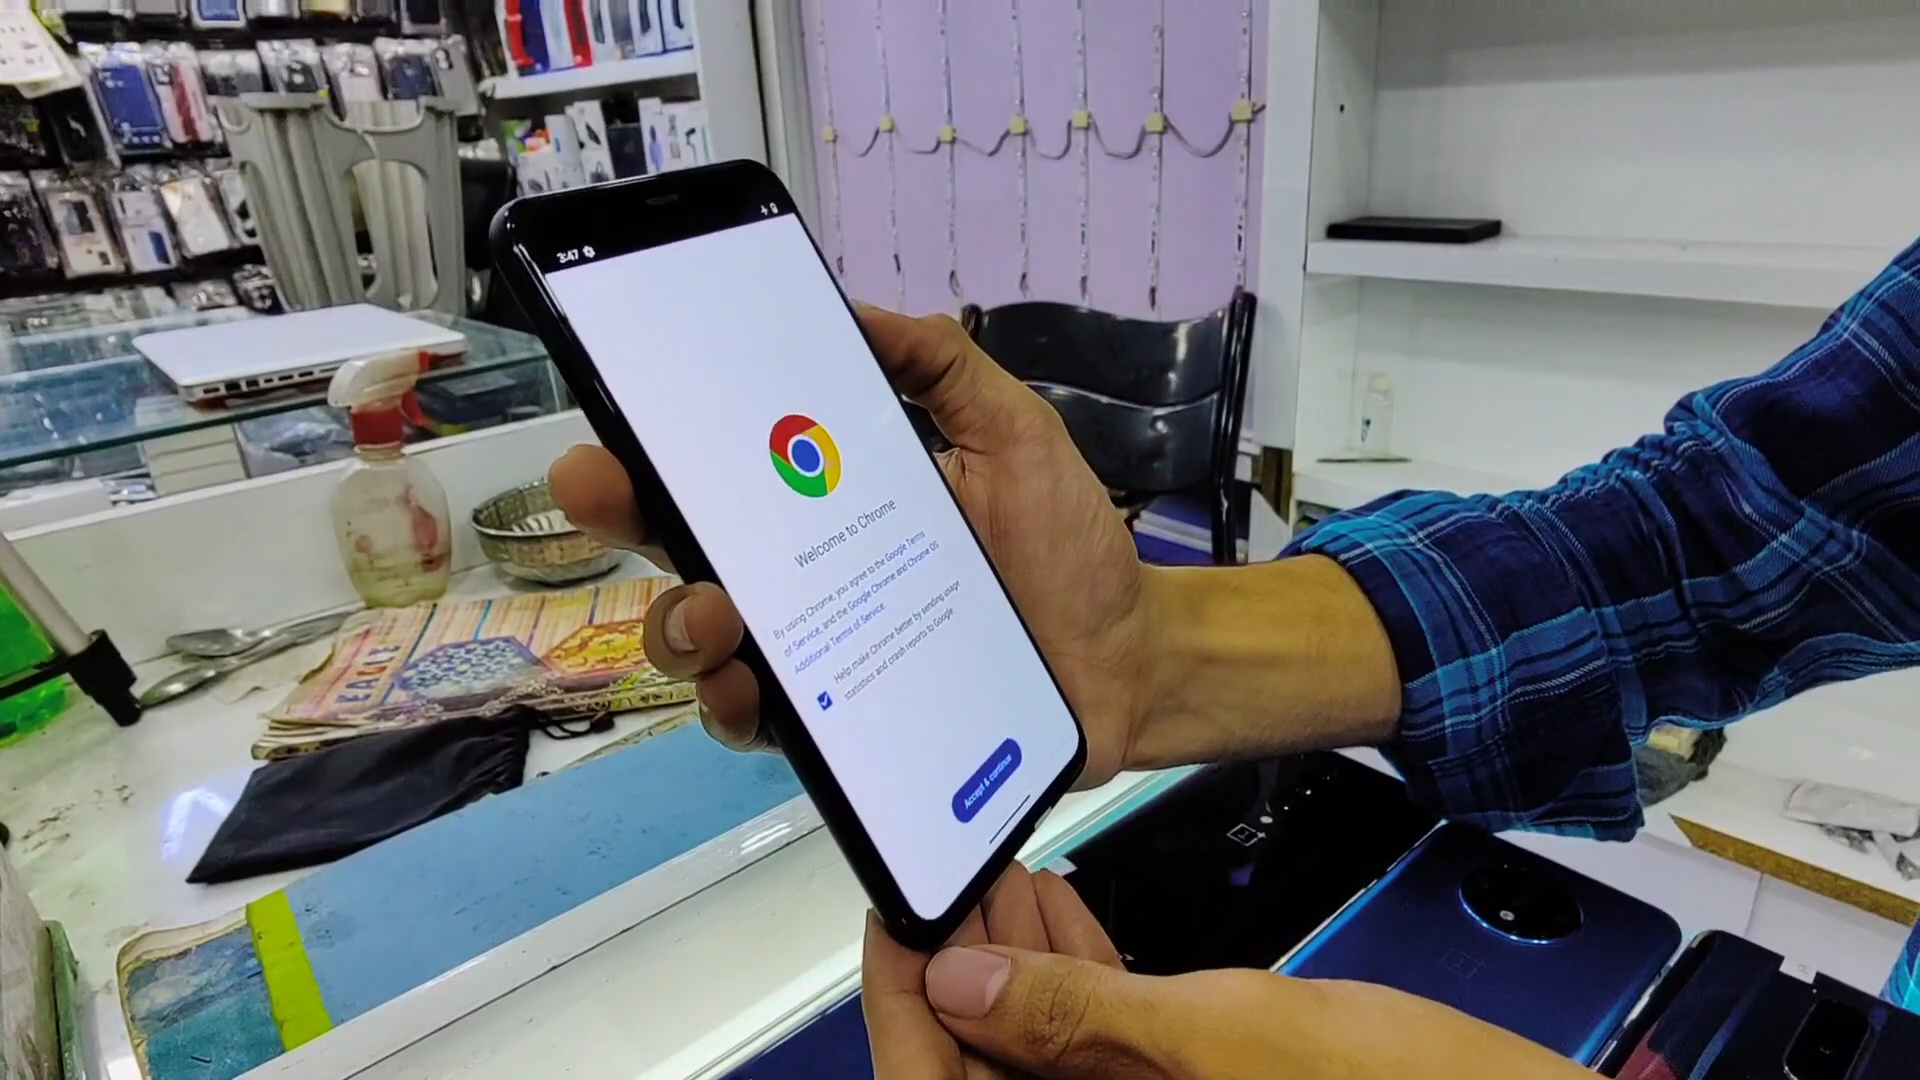 3:47
Welcome to Chrome
By using Chrome, you agree to the Google Terms
of Service, and the Google Chrome and Chrome OS
Additional Terms of Service.
Help make Chrome better by sending usage
statistics and crash reports to Google
Accept & continue
EAGLE